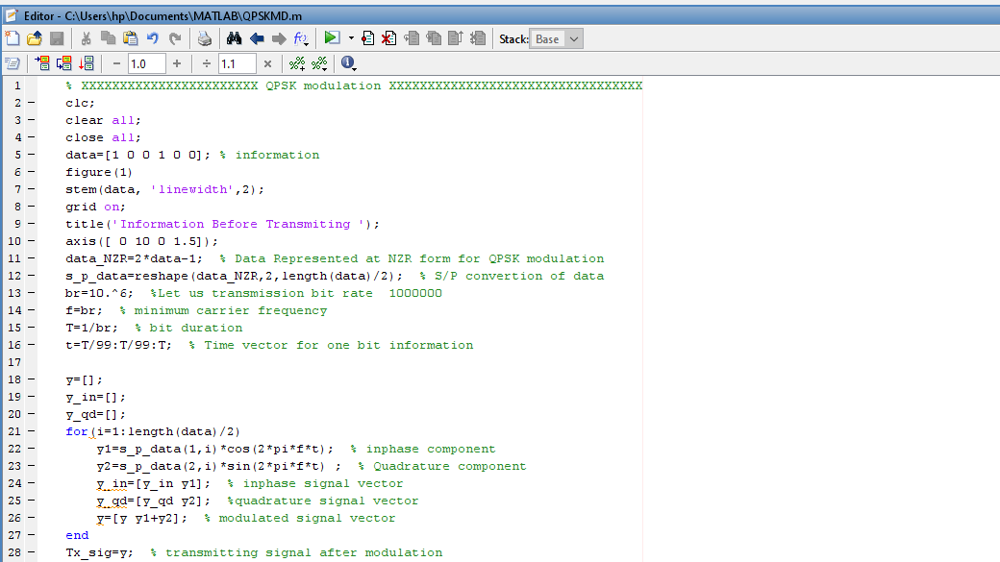 Editor - C:\Users\hp\Documents\MATLAB\QPSKMD.m
Stack: Base
− 1.0 + ÷ 1.1 ×
1 % XXXXXXXXXXXXXXXXXXXXXXX QPSK modulation XXXXXXXXXXXXXXXXXXXXXXXXXXXXXXXXX
2 – clc;
3 – clear all;
4 – close all;
5 – data=[1 0 0 1 0 0]; % information
6 – figure(1)
7 – stem(data, 'linewidth',2);
8 – grid on;
9 – title('Information Before Transmiting ');
10 – axis([ 0 10 0 1.5]);
11 – data_NZR=2*data-1; % Data Represented at NZR form for QPSK modulation
12 – s_p_data=reshape(data_NZR,2,length(data)/2); % S/P convertion of data
13 – br=10.^6; %Let us transmission bit rate 1000000
14 – f=br; % minimum carrier frequency
15 – T=1/br; % bit duration
16 – t=T/99:T/99:T; % Time vector for one bit information
17
18 – y=[];
19 – y_in=[];
20 – y_qd=[];
21 – for(i=1:length(data)/2)
22 – y1=s_p_data(1,i)*cos(2*pi*f*t); % inphase component
23 – y2=s_p_data(2,i)*sin(2*pi*f*t) ; % Quadrature component
24 – y_in=[y_in y1]; % inphase signal vector
25 – y_qd=[y_qd y2]; %quadrature signal vector
26 – y=[y y1+y2]; % modulated signal vector
27 – end
28 – Tx_sig=y; % transmitting signal after modulation